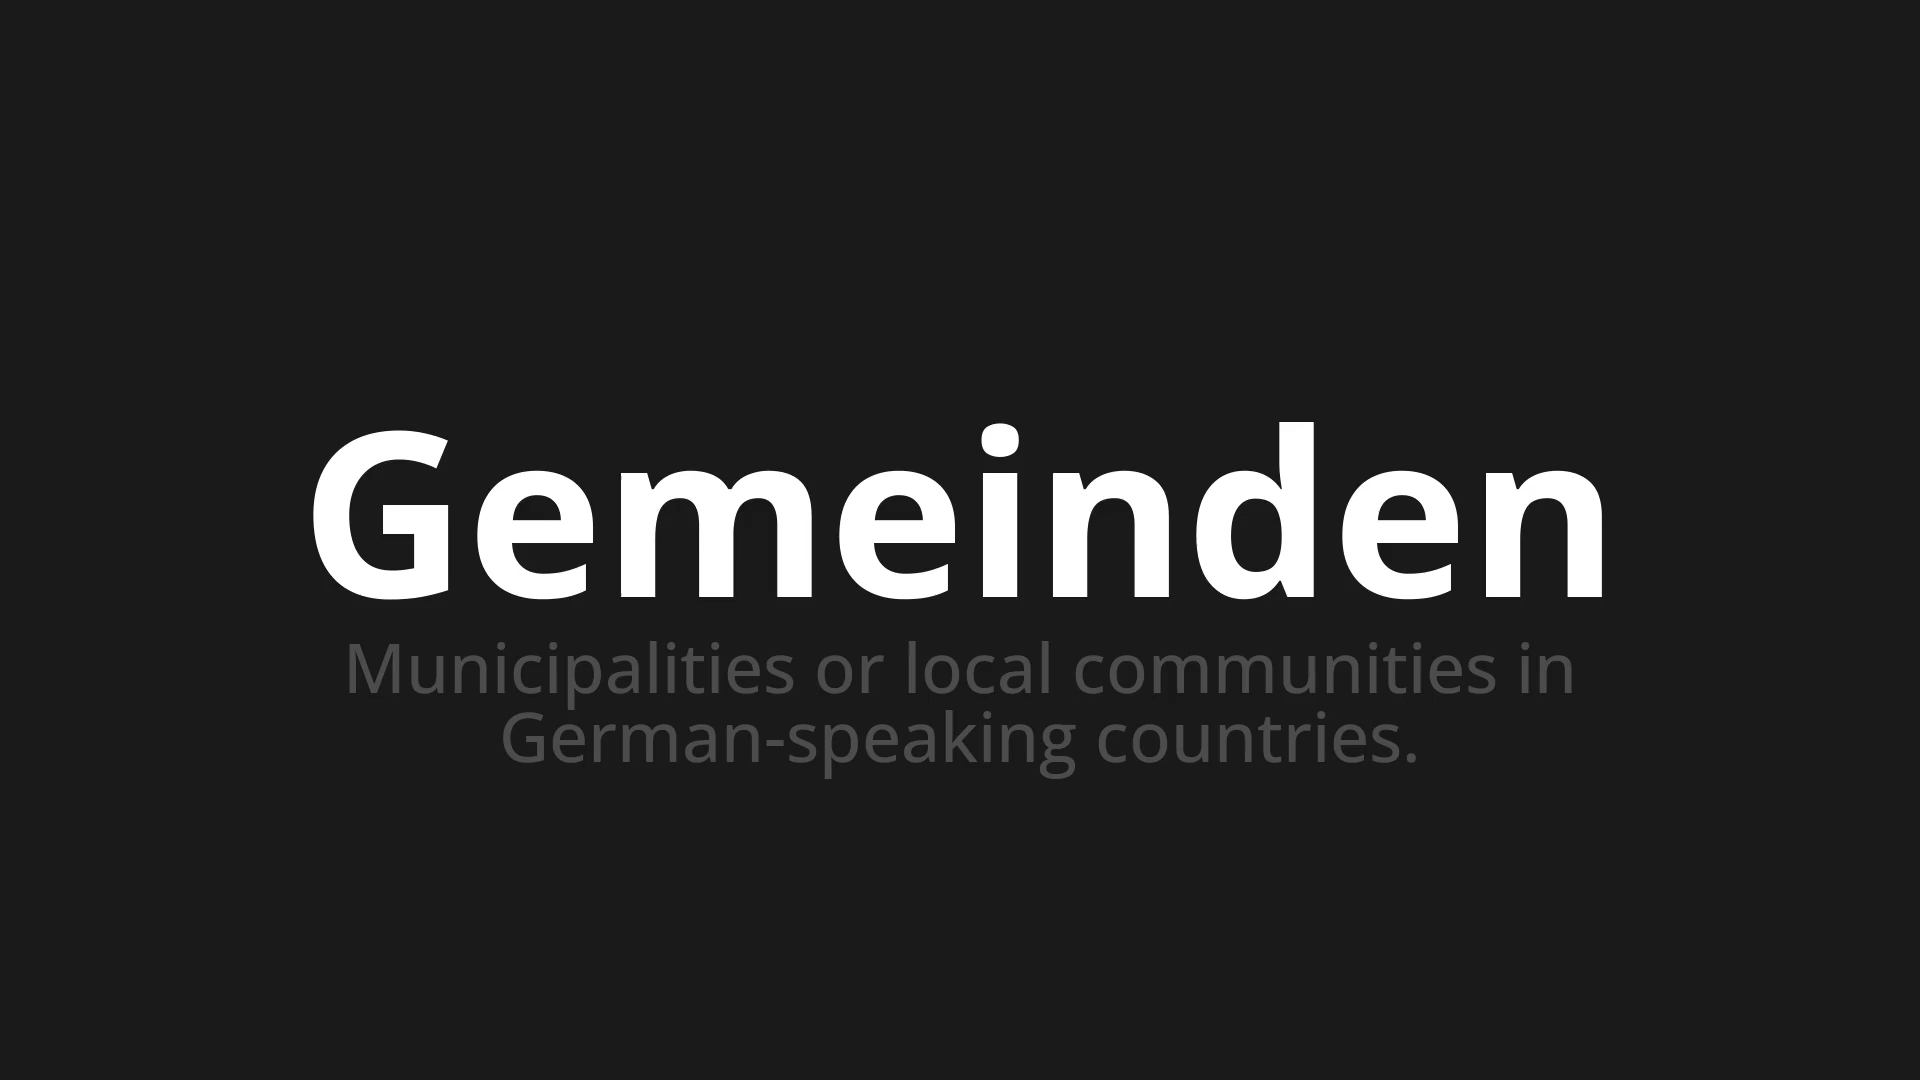 Gemeinden
Municipalities or local communities in
German-speaking countries.